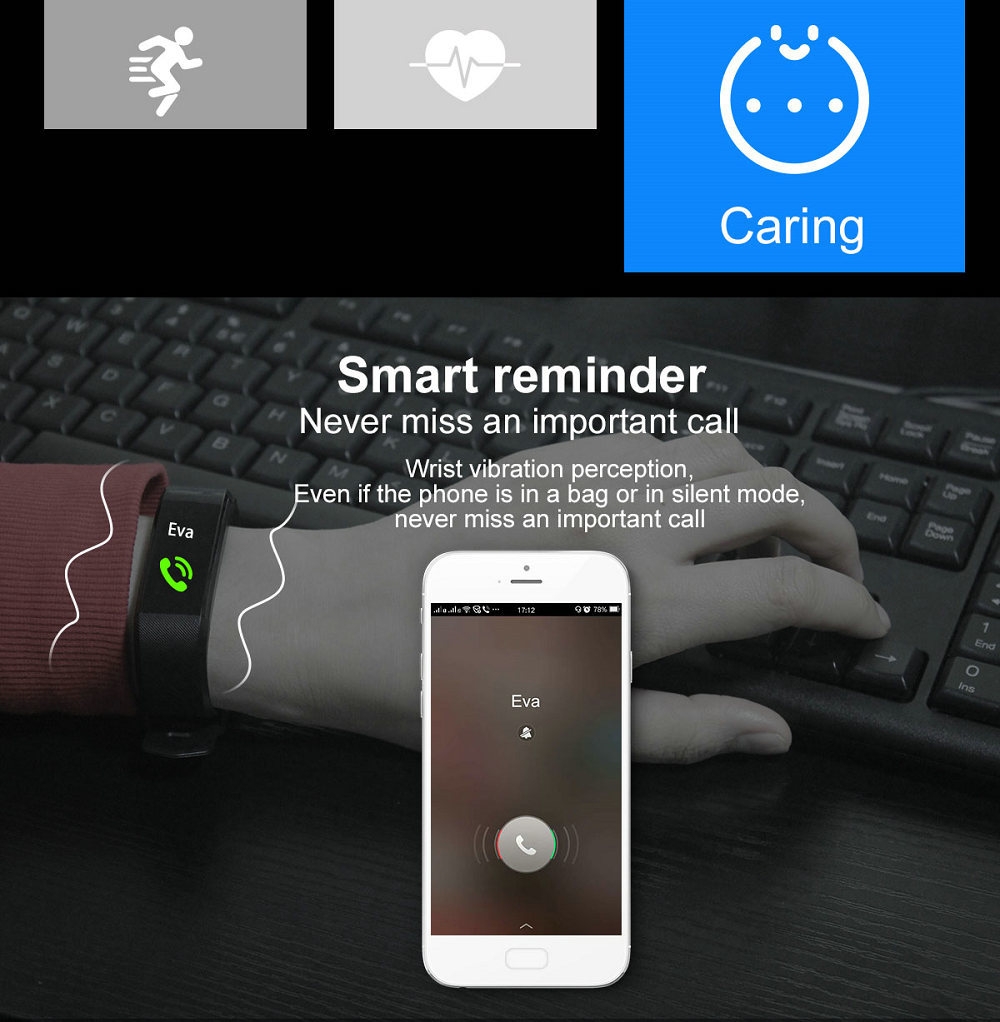 Caring
Smart reminder
Never miss an important call
Wrist vibration perception,
Even if the phone is in a bag or in silent mode,
never miss an important call
Eva
17:12
78%
Eva